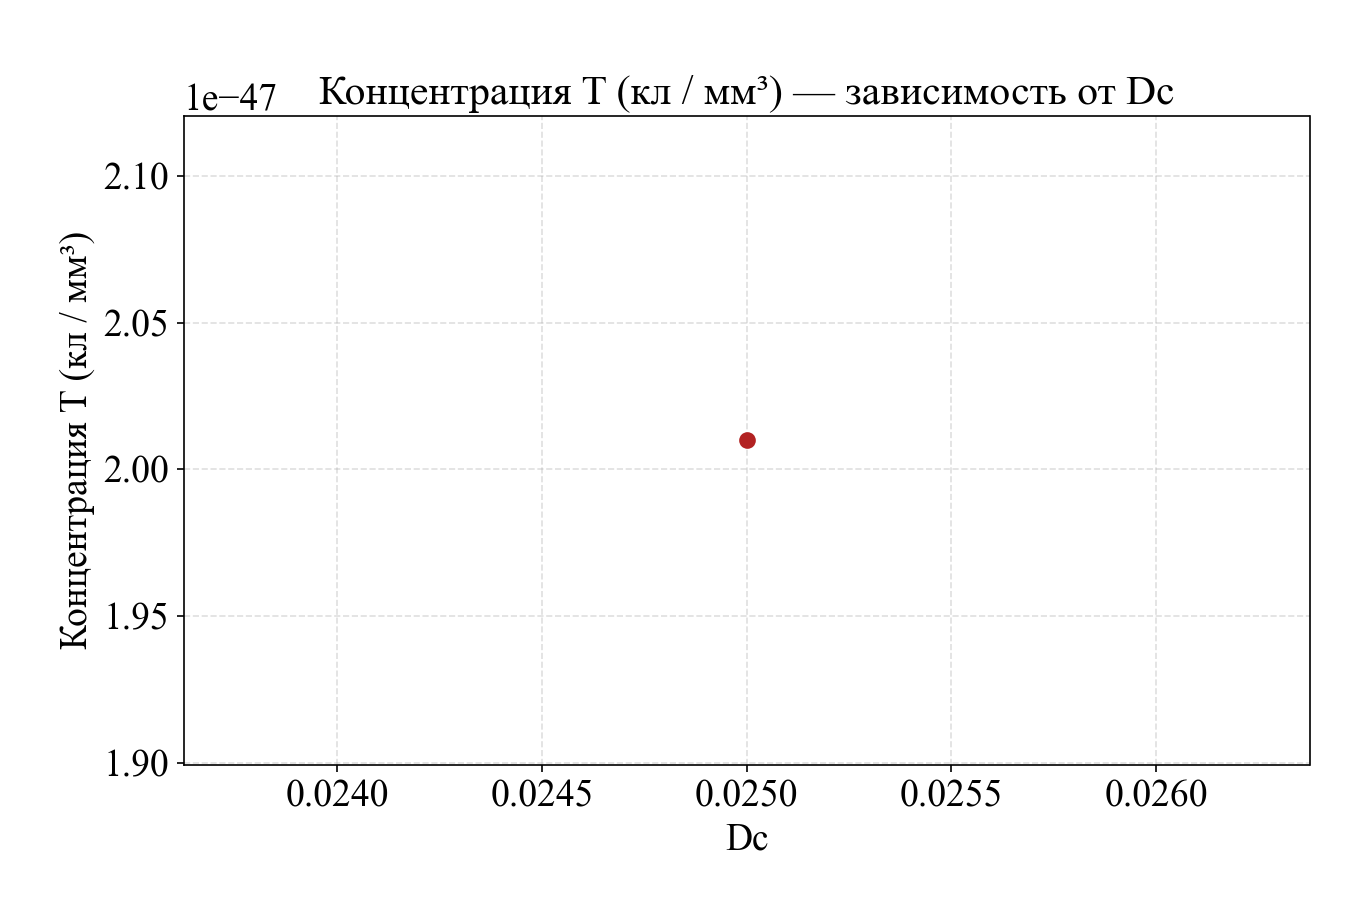 1e−47
Концентрация T (кл / мм³) — зависимость от Dc
Концентрация T (кл / мм³)
2.10
2.05
2.00
1.95
1.90
0.0240 0.0245 0.0250 0.0255 0.0260
Dc